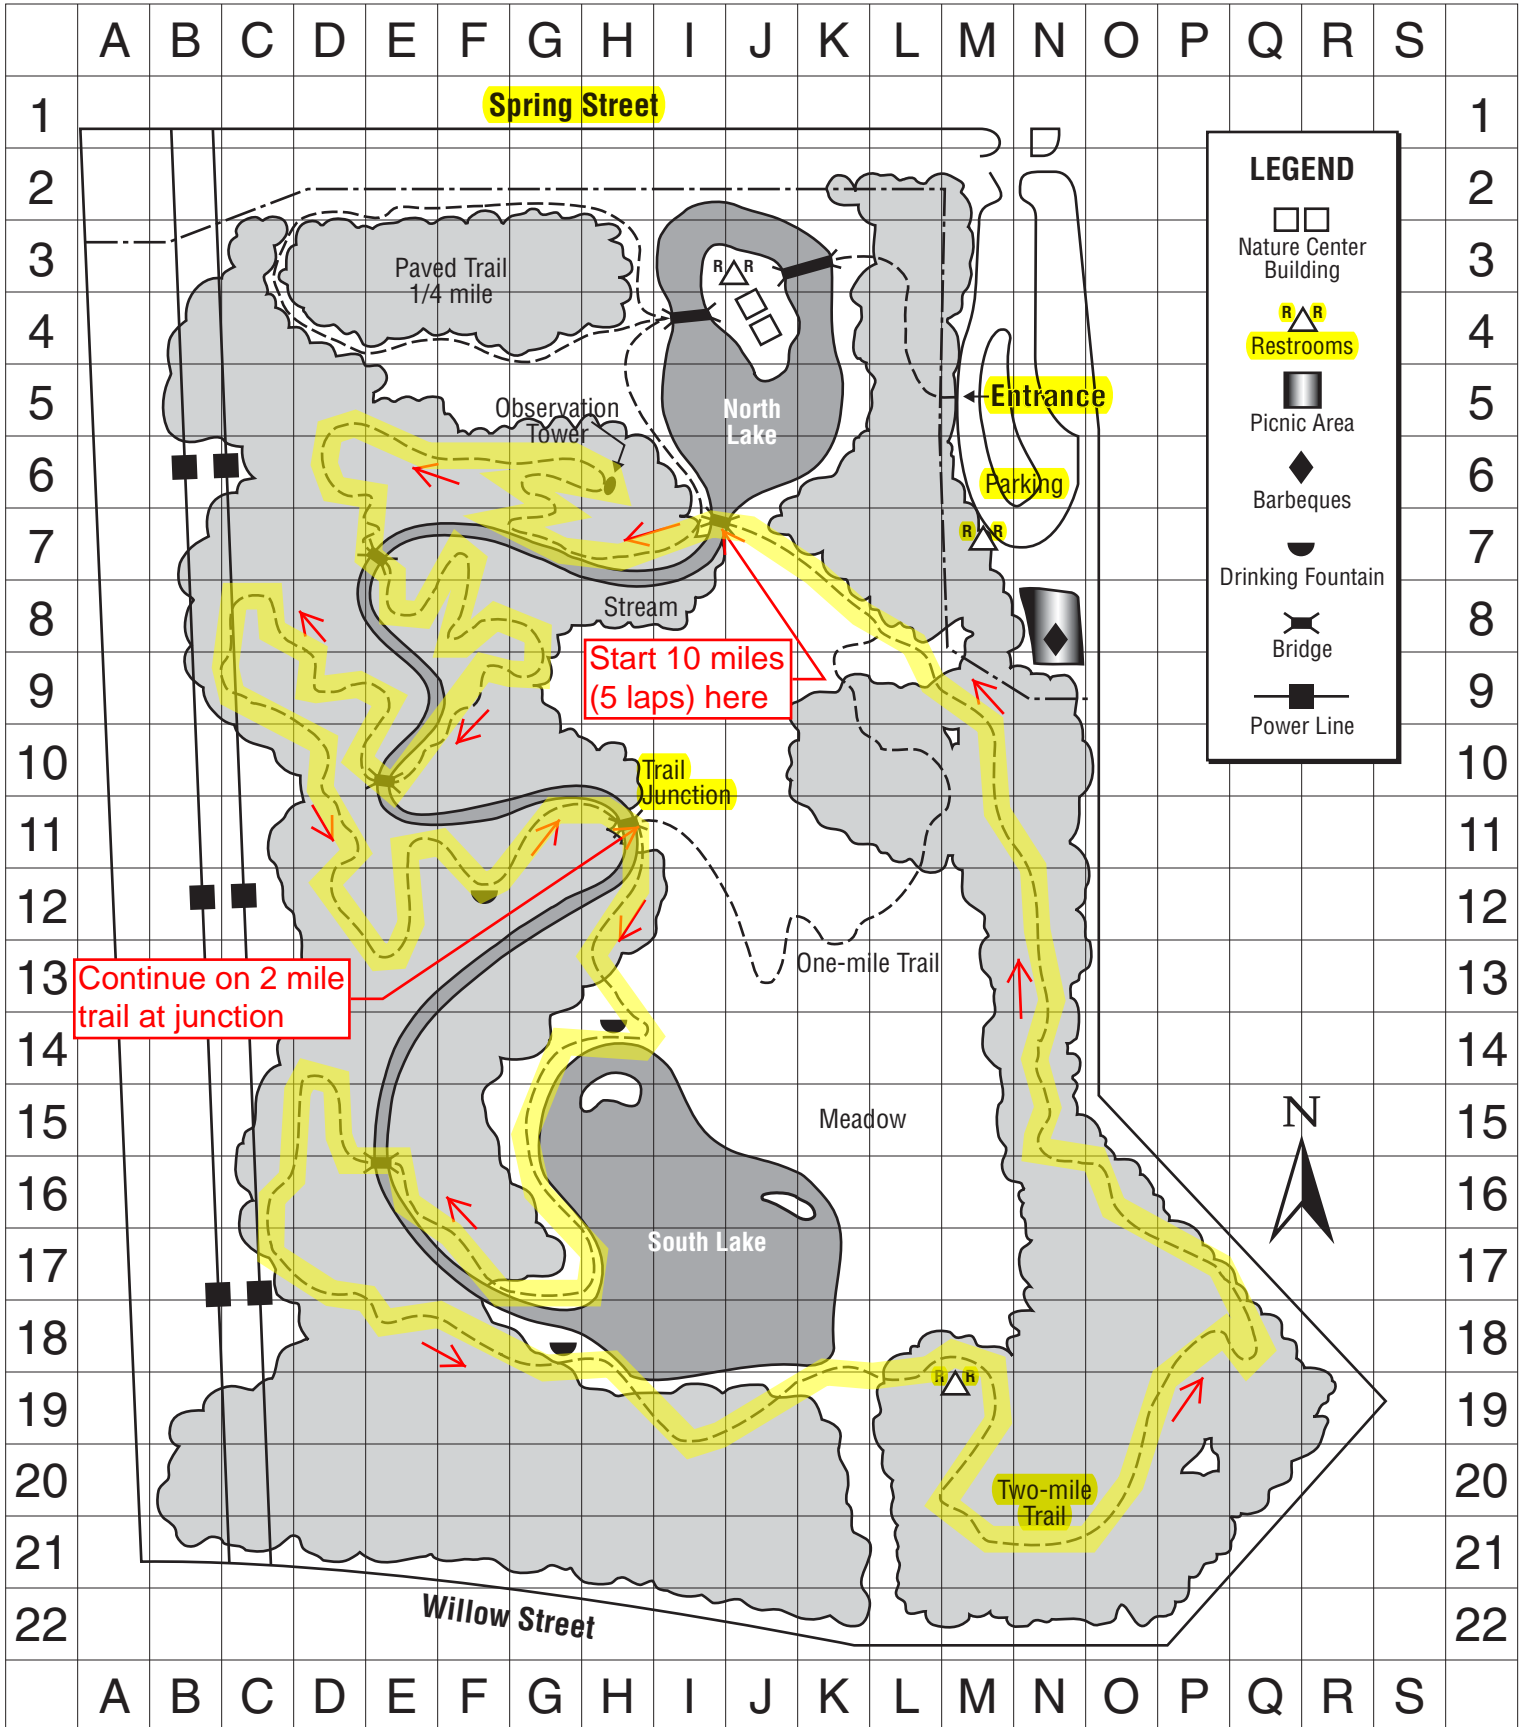 A B C D E F G H I J K L M N O P Q R S
1 1
Spring Street
2 2
3 3
4 4
5 5
6 6
7 7
8 8
9 9
10 10
11 11
12 12
13 13
14 14
15 15
16 16
17 17
18 18
19 19
20 20
21 21
22 22
LEGEND
Nature Center
Building
R R
Restrooms
Picnic Area
Barbeques
Drinking Fountain
Bridge
Power Line
Paved Trail
1/4 mile
R R
Observation
Tower
North
Lake
Entrance
Parking
R R
Stream
Start 10 miles
(5 laps) here
Trail
Junction
Continue on 2 mile
trail at junction
One-mile Trail
Meadow
N
South Lake
R R
Two-mile
Trail
Willow Street
A B C D E F G H I J K L M N O P Q R S